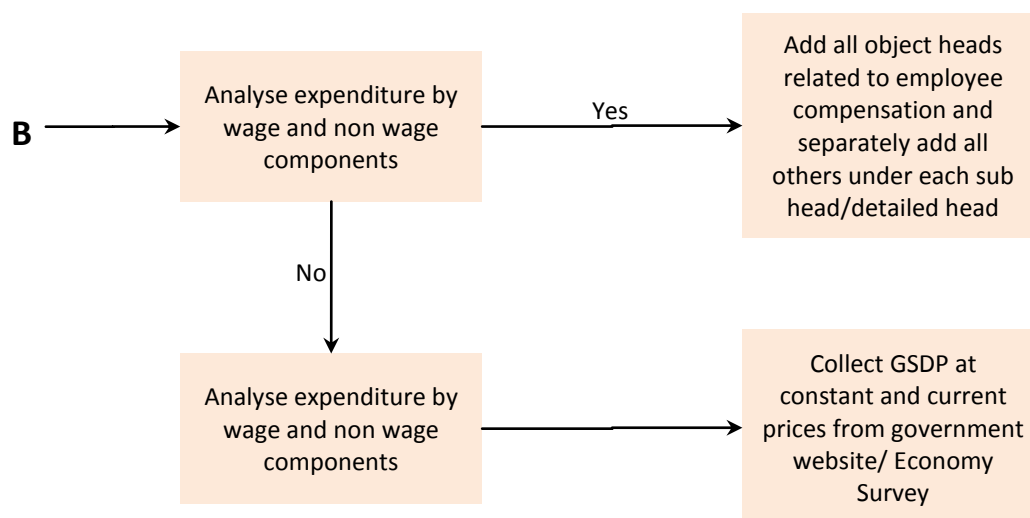 B
Analyse expenditure by
wage and non wage
components
Yes
Add all object heads
related to employee
compensation and
separately add all
others under each sub
head/detailed head
No
Analyse expenditure by
wage and non wage
components
Collect GSDP at
constant and current
prices from government
website/ Economy
Survey